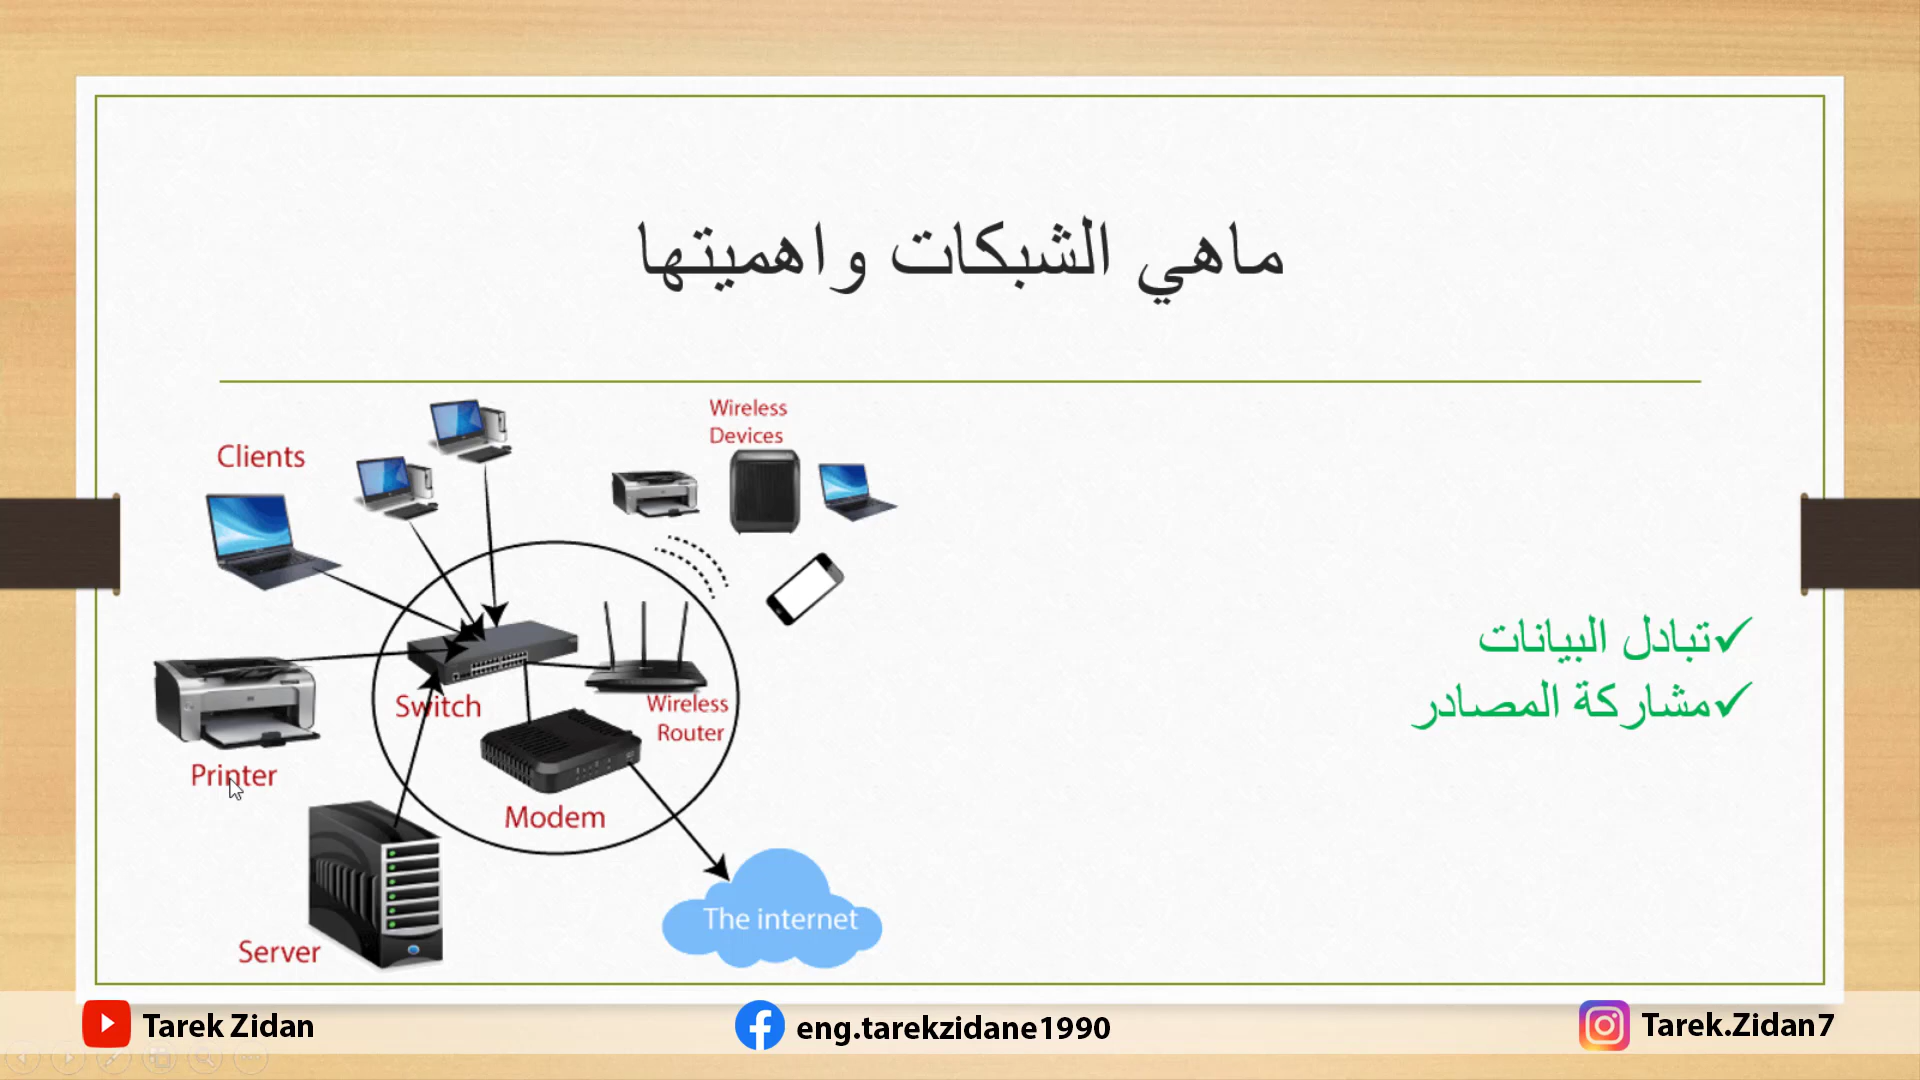 ماهي الشبكات واهميتها
Wireless
Devices
Clients
تبادل البيانات
مشاركة المصادر
Switch
Wireless
Router
Printer
Modem
The internet
Server
Tarek Zidan
eng.tarekzidane1990
Tarek.Zidan7